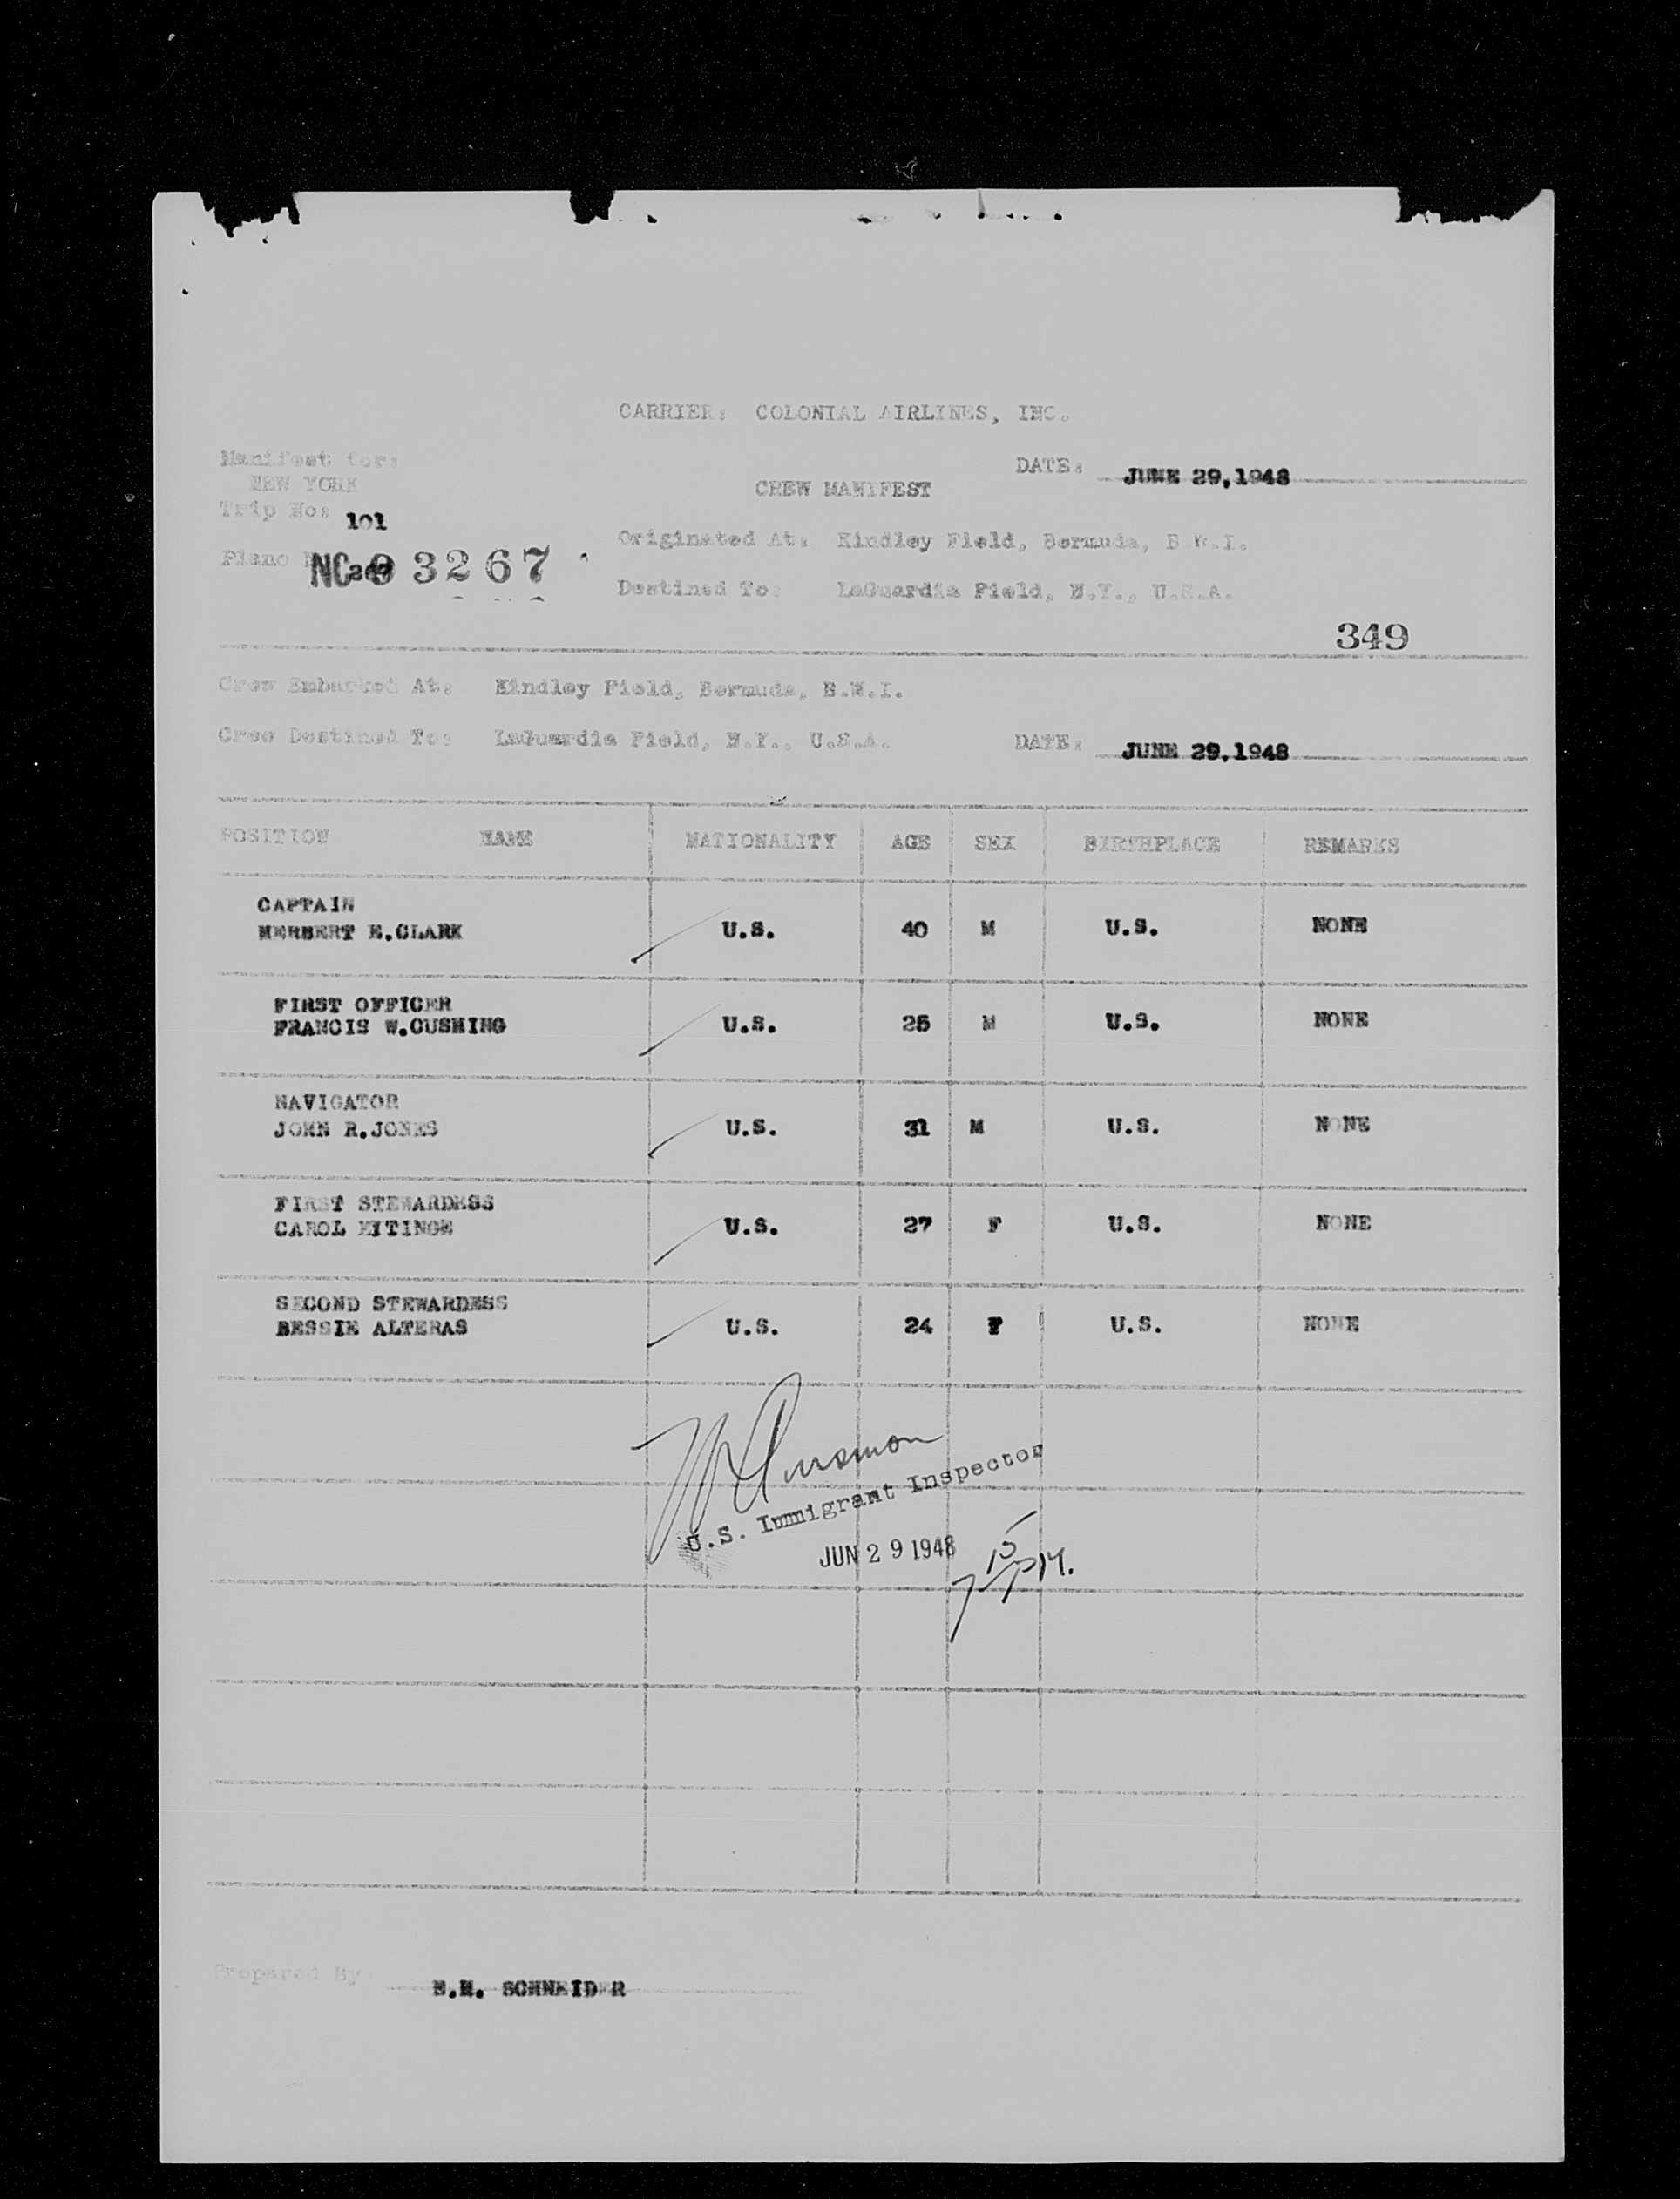 CARRIER: COLONIAL AIRLINES, INC.
Manifest for:
NEW YORK
DATE: JUNE 29,1948
CREW MANIFEST
Trip No: 101
Originated At: Kindley Field, Bermuda, B.W.I.
Plane NC 93267
Destined To: LaGuardia Field, N.Y., U.S.A.
349
Crew Embarked At: Kindley Field, Bermuda, B.W.I.
Crew Destined To: LaGuardia Field, N.Y., U.S.A. DATE: JUNE 29,1948
POSITION NAME NATIONALITY AGE SEX BIRTHPLACE REMARKS
CAPTAIN
HERBERT E.CLARK U.S. 40 M U.S. NONE
FIRST OFFICER
FRANCIS W.CUSHING U.S. 25 M U.S. NONE
NAVIGATOR
JOHN R.JONES U.S. 31 M U.S. NONE
FIRST STEWARDESS
CAROL EITINGE U.S. 27 F U.S. NONE
SECOND STEWARDESS
BESSIE ALTERAS U.S. 24 F U.S. NONE
U.S. Immigrant Inspector
JUN 29 1948 7 15 PM.
Prepared By SCHNEIDER